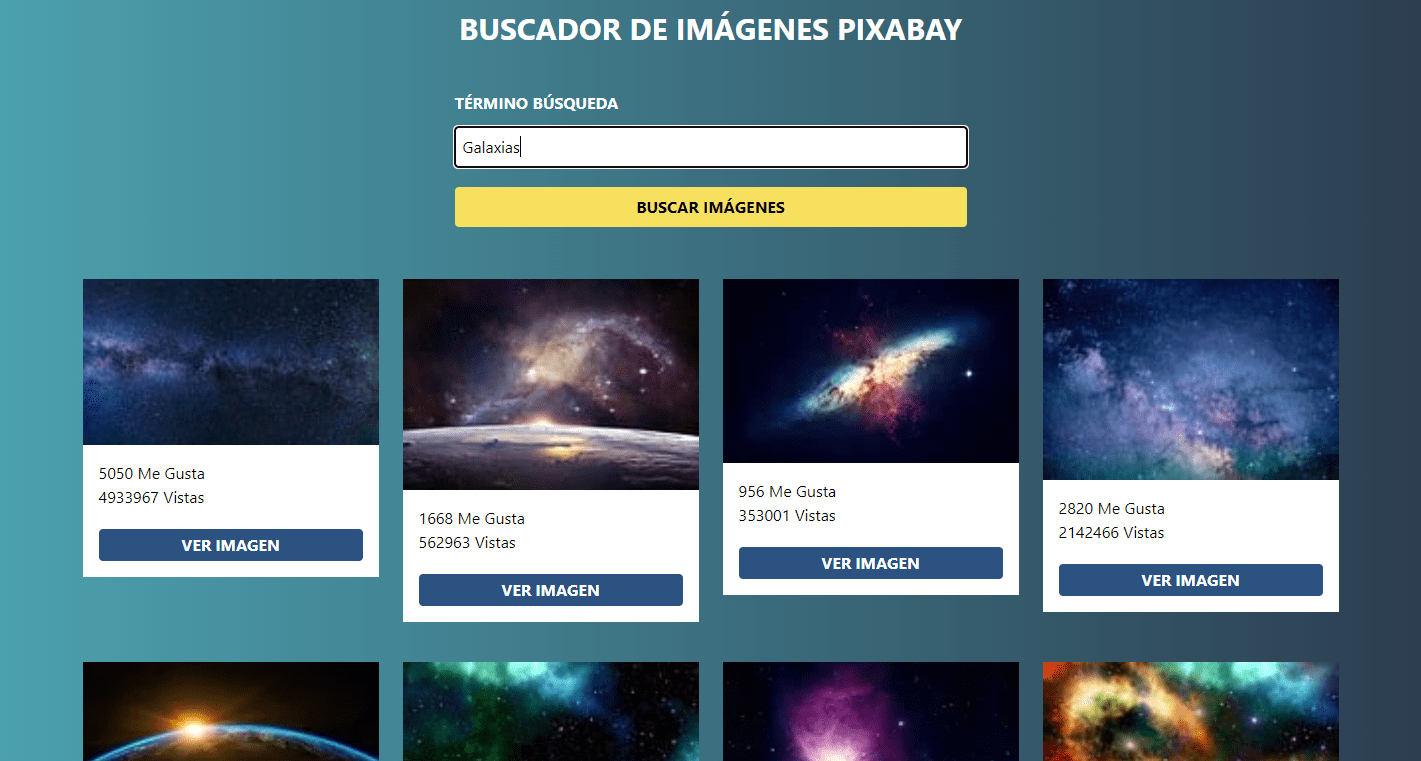 BUSCADOR DE IMÁGENES PIXABAY
TÉRMINO BÚSQUEDA
Galaxias
BUSCAR IMÁGENES
5050 Me Gusta
4933967 Vistas
VER IMAGEN
1668 Me Gusta
562963 Vistas
VER IMAGEN
956 Me Gusta
353001 Vistas
VER IMAGEN
2820 Me Gusta
2142466 Vistas
VER IMAGEN